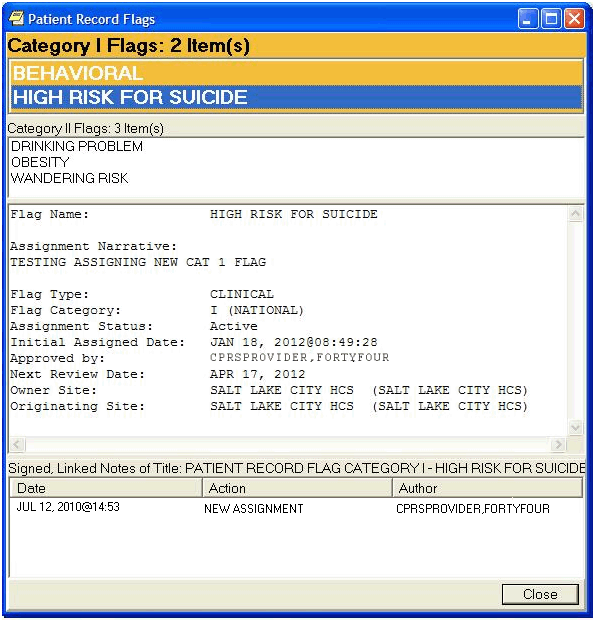 Patient Record Flags
Category I Flags: 2 Item(s)
BEHAVIORAL
HIGH RISK FOR SUICIDE
Category II Flags: 3 Item(s)
DRINKING PROBLEM
OBESITY
WANDERING RISK
Flag Name: HIGH RISK FOR SUICIDE
Assignment Narrative:
TESTING ASSIGNING NEW CAT 1 FLAG
Flag Type: CLINICAL
Flag Category: I (NATIONAL)
Assignment Status: Active
Initial Assigned Date: JAN 18, 2012@08:49:28
Approved by: CPRSPROVIDER,FORTYFOUR
Next Review Date: APR 17, 2012
Owner Site: SALT LAKE CITY HCS (SALT LAKE CITY HCS)
Originating Site: SALT LAKE CITY HCS (SALT LAKE CITY HCS)
Signed, Linked Notes of Title: PATIENT RECORD FLAG CATEGORY I - HIGH RISK FOR SUICIDE
Date Action Author
JUL 12, 2010@14:53 NEW ASSIGNMENT CPRSPROVIDER,FORTYFOUR
Close